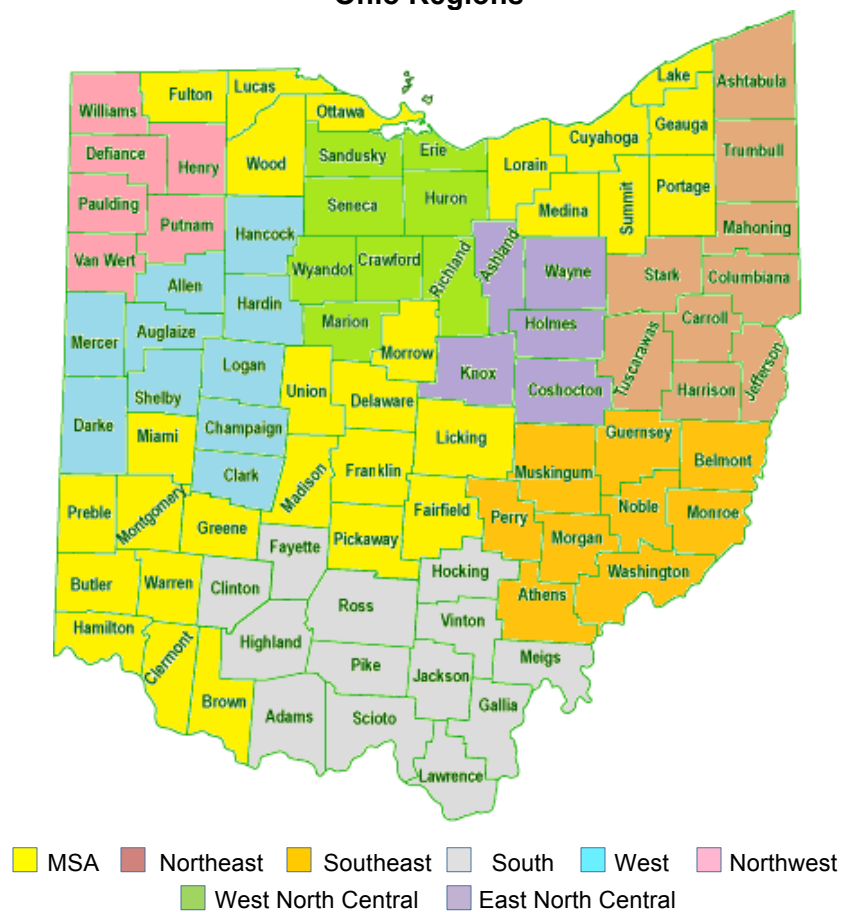 Ohio Regions
Williams
Fulton
Lucas
Ottawa
Lake
Ashtabula
Geauga
Cuyahoga
Defiance
Henry
Wood
Sandusky
Erie
Lorain
Trumbull
Portage
Summit
Medina
Paulding
Putnam
Seneca
Huron
Mahoning
Hancock
Van Wert
Allen
Wyandot
Crawford
Richland
Ashland
Wayne
Stark
Columbiana
Hardin
Mercer
Auglaize
Marion
Morrow
Holmes
Carroll
Tuscarawas
Jefferson
Logan
Union
Knox
Coshocton
Harrison
Shelby
Delaware
Darke
Miami
Champaign
Licking
Guernsey
Belmont
Clark
Madison
Franklin
Muskingum
Preble
Montgomery
Greene
Fairfield
Perry
Noble
Monroe
Pickaway
Morgan
Fayette
Butler
Warren
Clinton
Hocking
Washington
Athens
Ross
Vinton
Hamilton
Clermont
Highland
Pike
Jackson
Meigs
Brown
Adams
Scioto
Gallia
Lawrence
MSA Northeast Southeast South West Northwest
West North Central East North Central